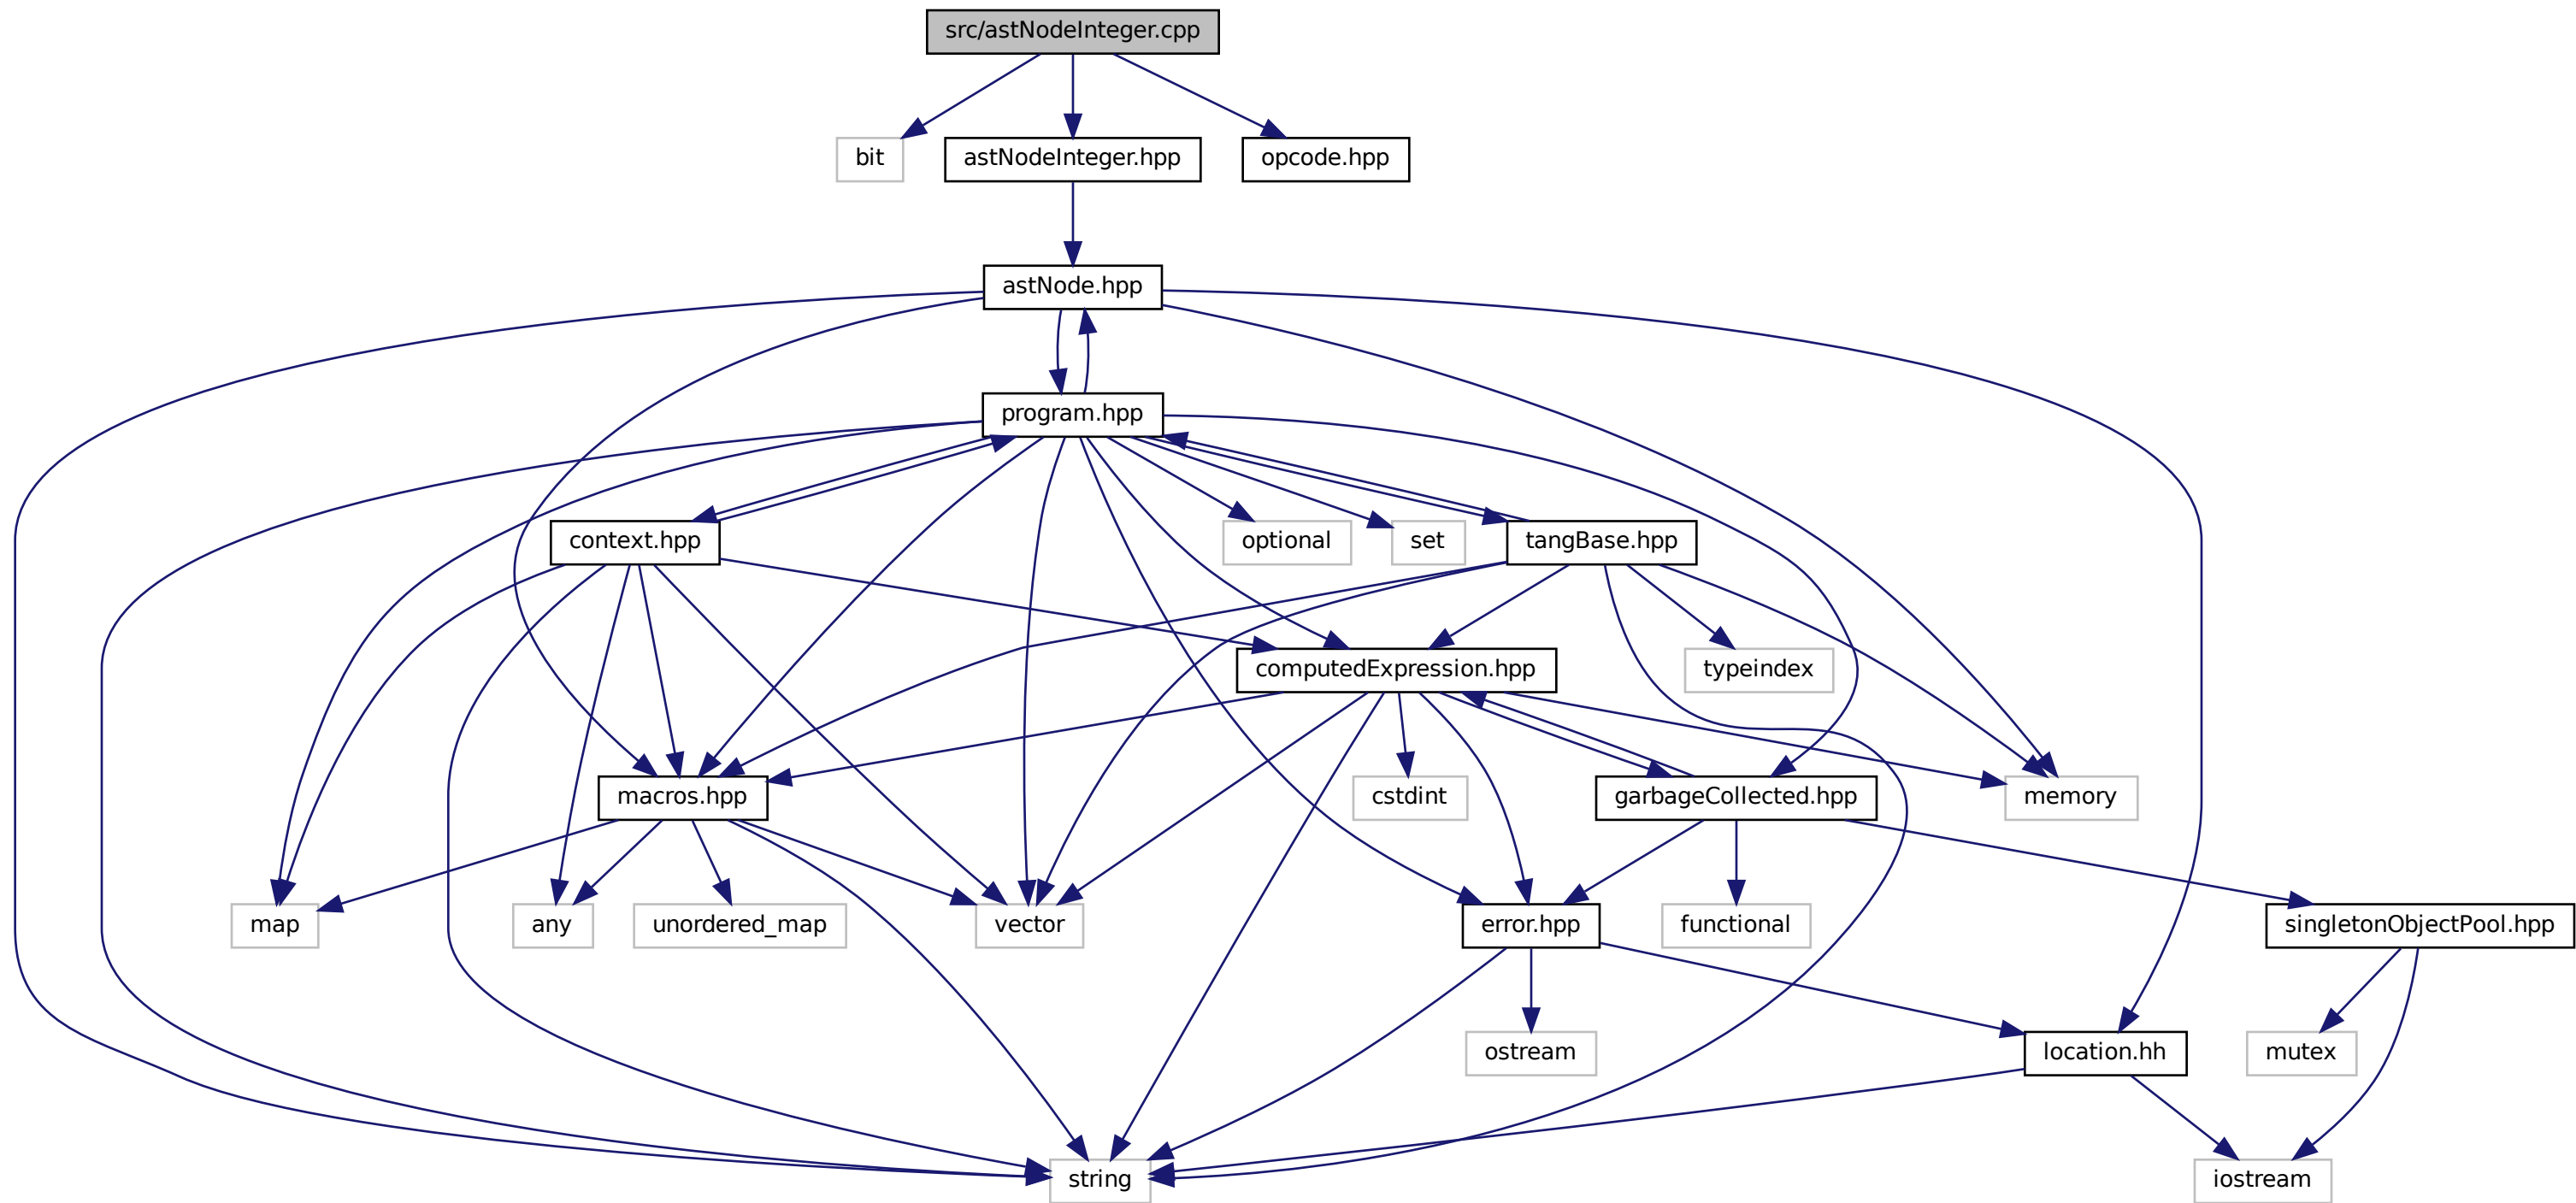 src/astNodeInteger.cpp
bit
astNodeInteger.hpp
opcode.hpp
astNode.hpp
program.hpp
context.hpp
optional
set
tangBase.hpp
computedExpression.hpp
typeindex
macros.hpp
cstdint
garbageCollected.hpp
memory
map
any
unordered_map
vector
error.hpp
functional
singletonObjectPool.hpp
ostream
location.hh
mutex
string
iostream